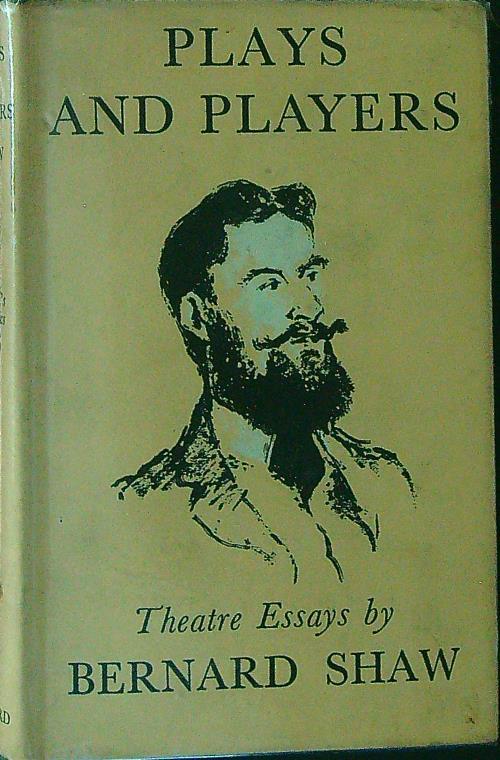 PLAYS
AND PLAYERS
Theatre Essays by
BERNARD SHAW